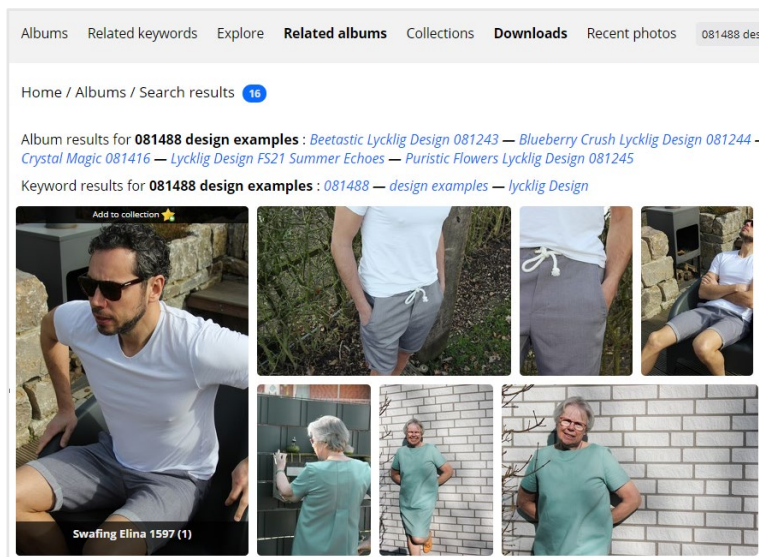 Albums Related keywords Explore Related albums Collections Downloads Recent photos 081488 des
Home / Albums / Search results 16
Album results for 081488 design examples : Beetastic Lycklig Design 081243 — Blueberry Crush Lycklig Design 081244 —
Crystal Magic 081416 — Lycklig Design FS21 Summer Echoes — Puristic Flowers Lycklig Design 081245
Keyword results for 081488 design examples : 081488 — design examples — lycklig Design
Add to collection
Swafing Elina 1597 (1)